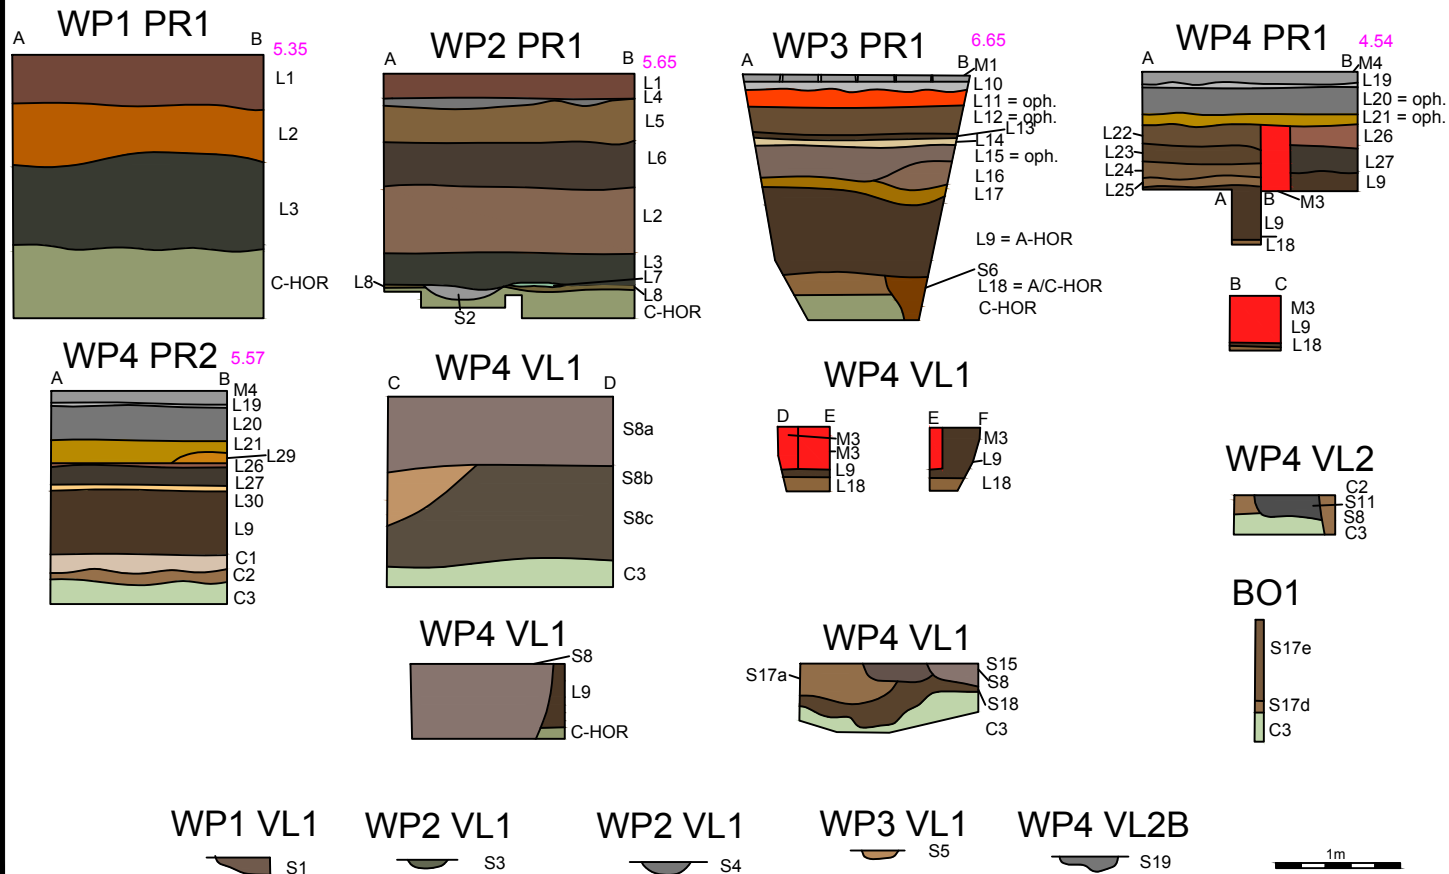 WP1 PR1
A
B
5.35
L1
L2
L3
C-HOR
WP2 PR1
A
B
5.65
L1
L4
L5
L6
L2
L3
L7
L8
L8
S2
C-HOR
WP3 PR1
6.65
A
B
M1
L10
L11 = oph.
L12 = oph.
L13
L14
L15 = oph.
L16
L17
L9 = A-HOR
S6
L18 = A/C-HOR
C-HOR
WP4 PR1
4.54
A
B
M4
L19
L20 = oph.
L21 = oph.
L22
L26
L23
L27
L24
L9
L25
A
B
M3
L9
L18
B
C
M3
L9
L18
WP4 PR2
5.57
A
B
M4
L19
L20
L21
L29
L26
L27
L30
L9
C1
C2
C3
WP4 VL1
C
D
S8a
S8b
S8c
C3
WP4 VL1
D
E
M3
M3
L9
L18
E
F
M3
L9
L18
WP4 VL2
C2
S11
S8
C3
WP4 VL1
S8
L9
C-HOR
WP4 VL1
S17a
S15
S8
S18
C3
BO1
S17e
S17d
C3
WP1 VL1
S1
WP2 VL1
S3
WP2 VL1
S4
WP3 VL1
S5
WP4 VL2B
S19
1m